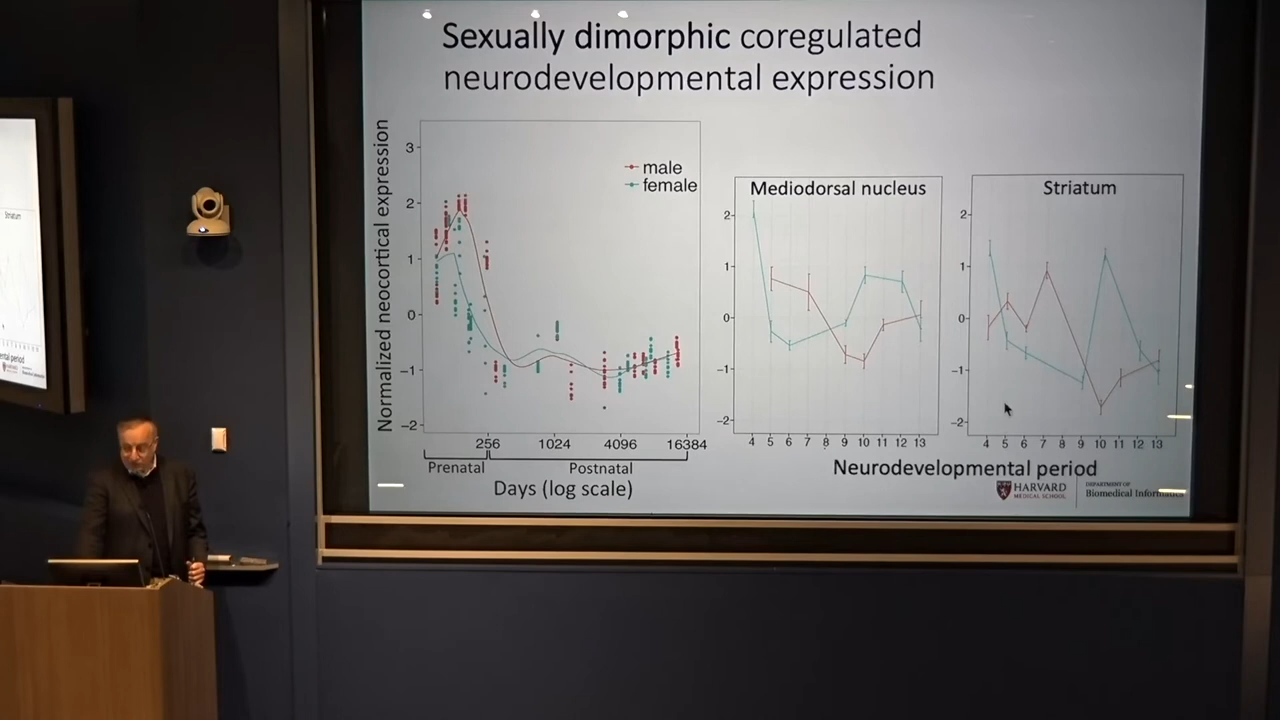 Sexually dimorphic coregulated
neurodevelopmental expression
Normalized neocortical expression
3
2
1
0
−1
−2
male
female
256 1024 4096 16384
Prenatal Postnatal
Days (log scale)
Mediodorsal nucleus
2
1
0
−1
−2
4 5 6 7 8 9 10 11 12 13
Striatum
2
1
0
−1
−2
4 5 6 7 8 9 10 11 12 13
Neurodevelopmental period
HARVARD
MEDICAL SCHOOL
DEPARTMENT OF
Biomedical Informatics
Striatum
period